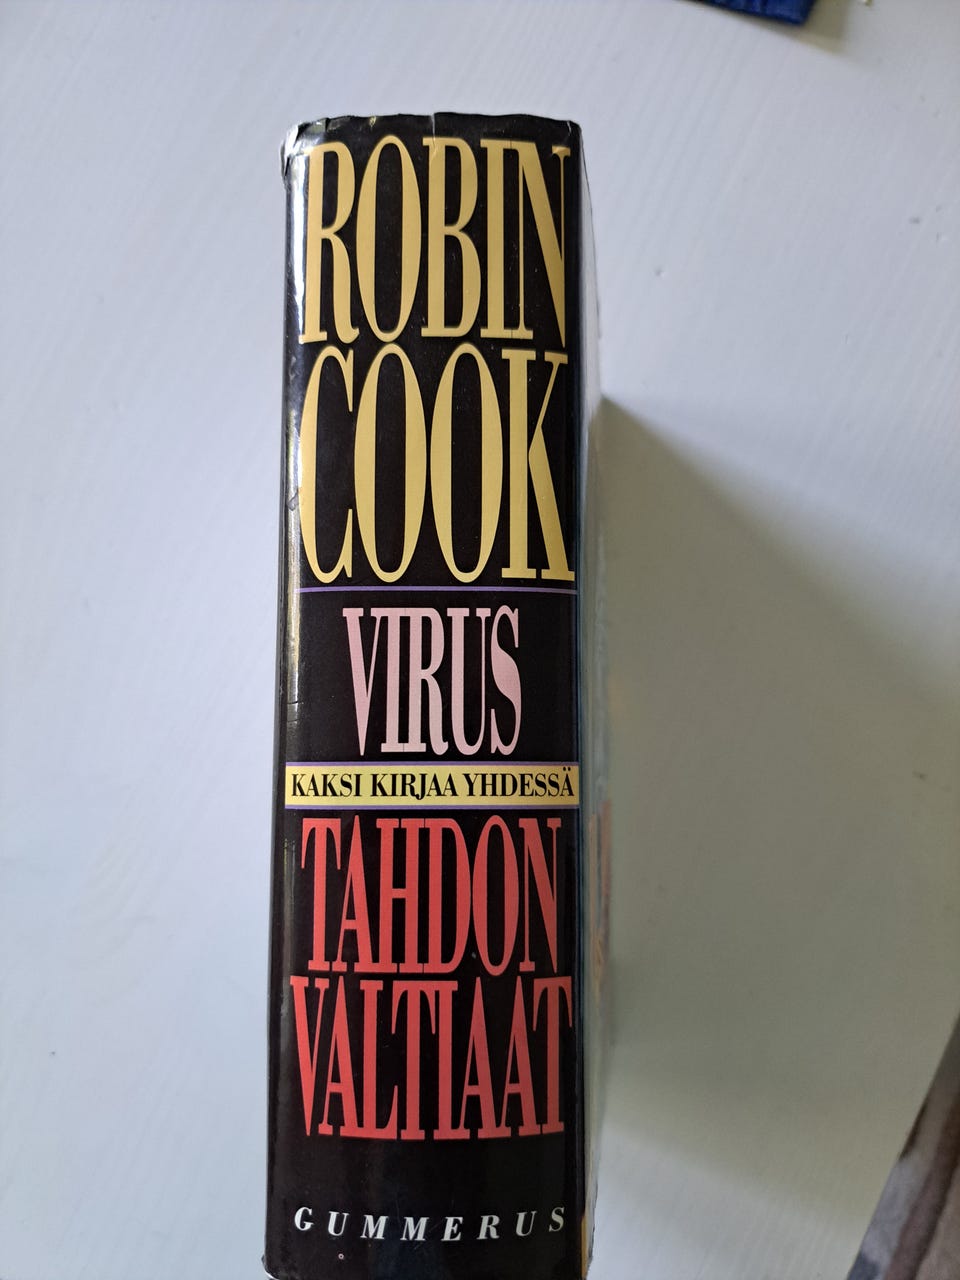 ROBIN
COOK
VIRUS
KAKSI KIRJAA YHDESSÄ
TAHDON
VALTIAAT
GUMMERUS